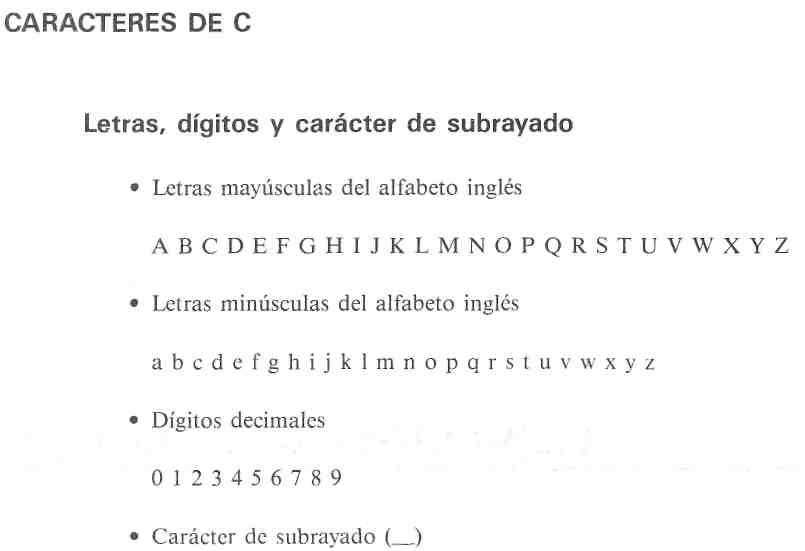 CARACTERES DE C
Letras, dígitos y carácter de subrayado
• Letras mayúsculas del alfabeto inglés
A B C D E F G H I J K L M N O P Q R S T U V W X Y Z
• Letras minúsculas del alfabeto inglés
a b c d e f g h i j k l m n o p q r s t u v w x y z
• Dígitos decimales
0 1 2 3 4 5 6 7 8 9
• Carácter de subrayado (__)